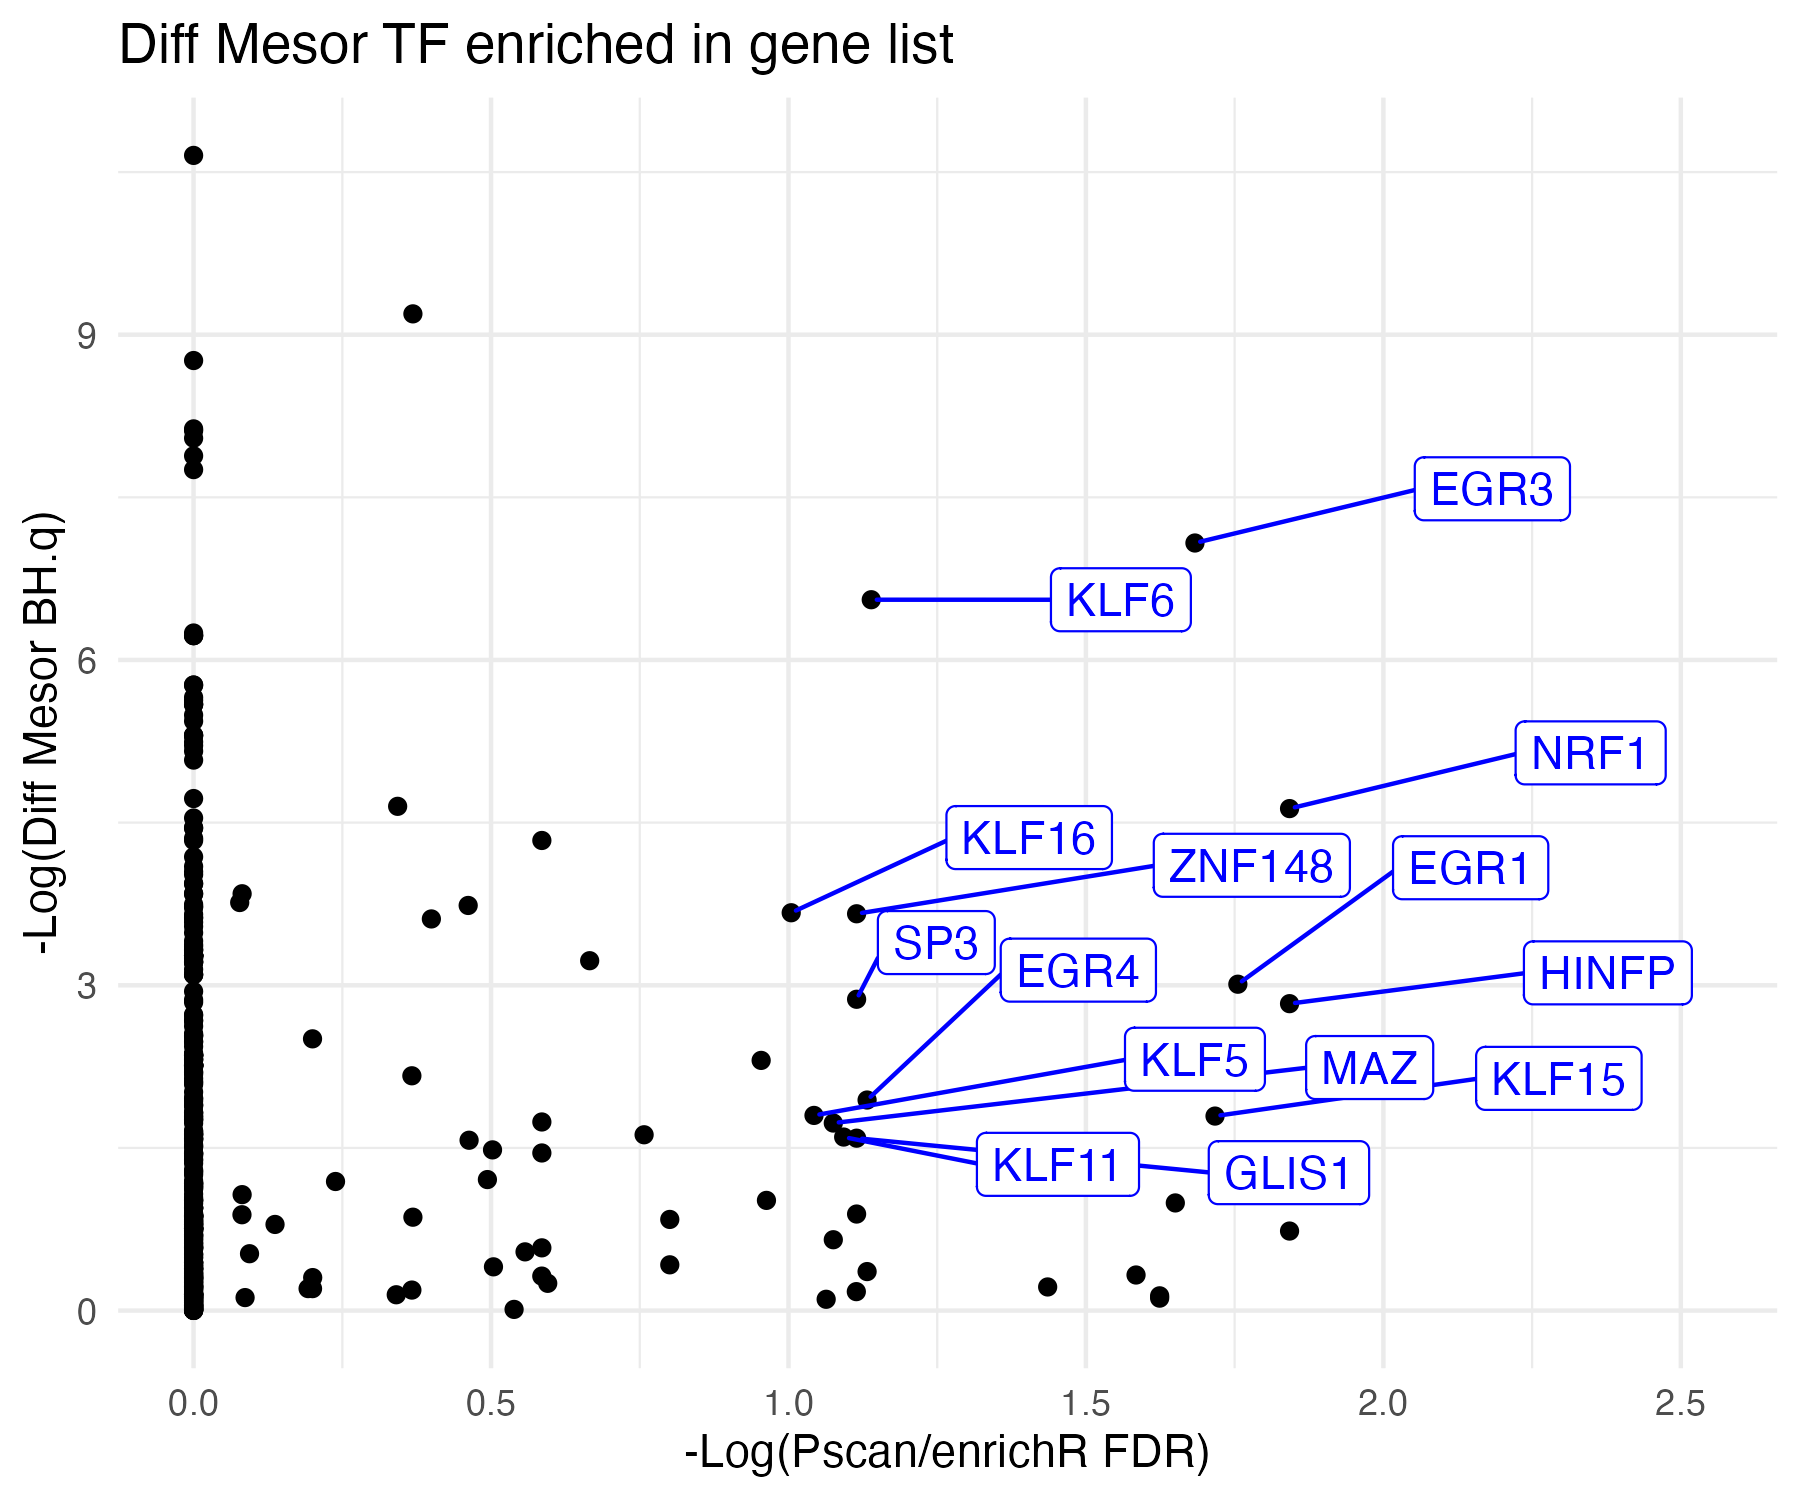 Diff Mesor TF enriched in gene list
-Log(Diff Mesor BH.q)
9
6
3
0
EGR3
KLF6
NRF1
KLF16
ZNF148
EGR1
SP3
EGR4
HINFP
KLF5
MAZ
KLF15
KLF11
GLIS1
0.0 0.5 1.0 1.5 2.0 2.5
-Log(Pscan/enrichR FDR)